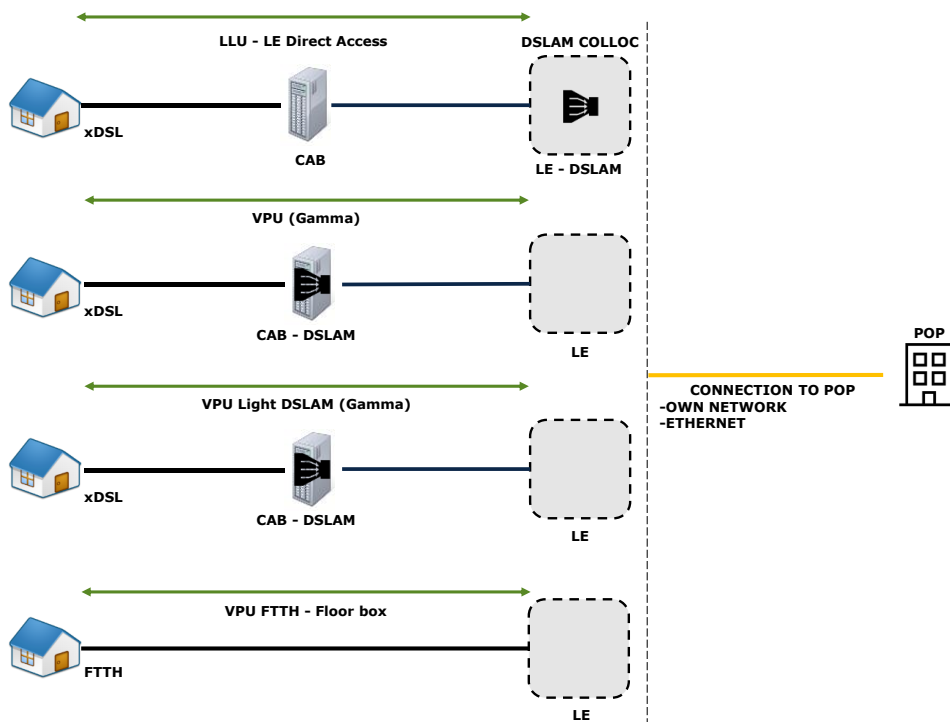 LLU - LE Direct Access
DSLAM COLLOC
xDSL
CAB
LE - DSLAM
VPU (Gamma)
xDSL
CAB - DSLAM
LE
POP
CONNECTION TO POP
-OWN NETWORK
-ETHERNET
VPU Light DSLAM (Gamma)
xDSL
CAB - DSLAM
LE
VPU FTTH - Floor box
FTTH
LE